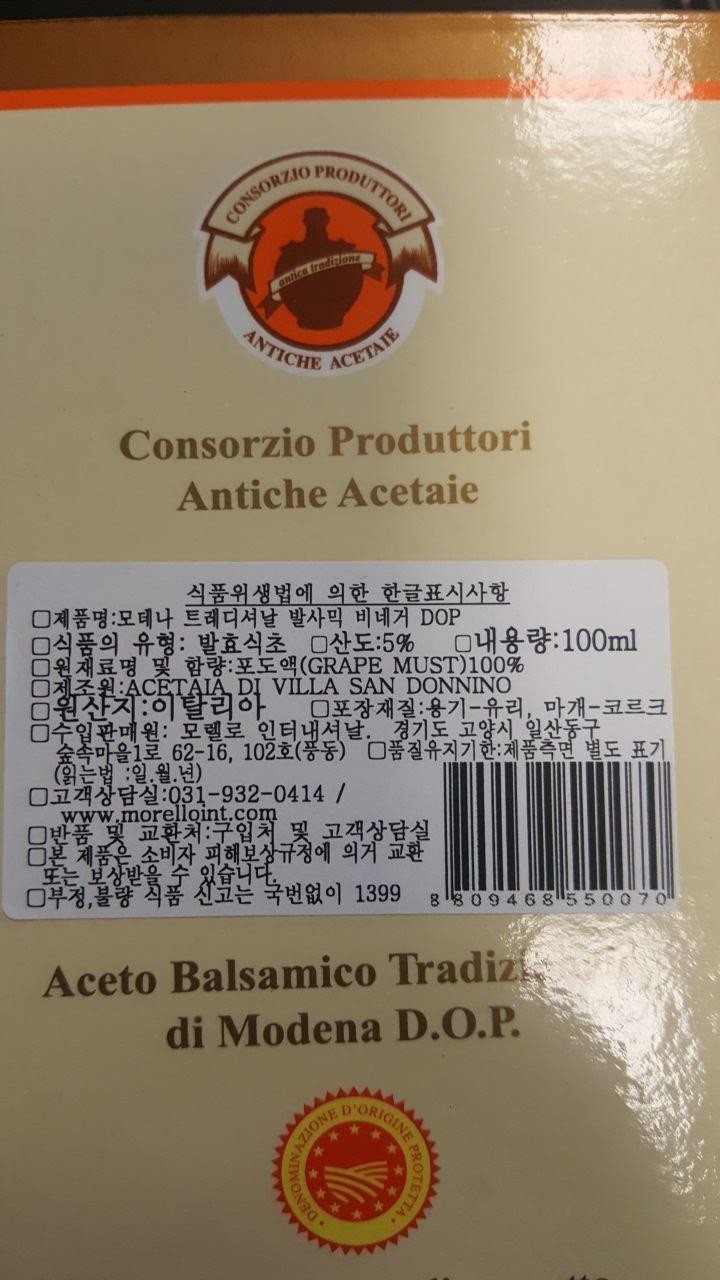 CONSORZIO PRODUTTORI
antica tradizione
ANTICHE ACETAIE
Consorzio Produttori
Antiche Acetaie
식품위생법에 의한 한글표시사항
□제품명:모데나 트래디셔날 발사믹 비네거 DOP
□식품의 유형: 발효식초 □산도:5% □내용량:100ml
□원재료명 및 함량:포도액(GRAPE MUST)100%
□제조원:ACETAIA DI VILLA SAN DONNINO
□원산지:이탈리아 □포장재질:용기-유리, 마개-코르크
□수입판매원: 모렐로 인터내셔날. 경기도 고양시 일산동구
숲속마을1로 62-16, 102호(풍동) □품질유지기한:제품측면 별도 표기
(읽는법 :일.월.년)
□고객상담실:031-932-0414 /
www.morelloint.com
□반품 및 교환처:구입처 및 고객상담실
□본 제품은 소비자 피해보상규정에 의거 교환
또는 보상받을 수 있습니다.
□부정,불량 식품 신고는 국번없이 1399
8 809468 550070
Aceto Balsamico
di Modena D.O.P.
DENOMINAZIONE D'ORIGINE PROTETTA